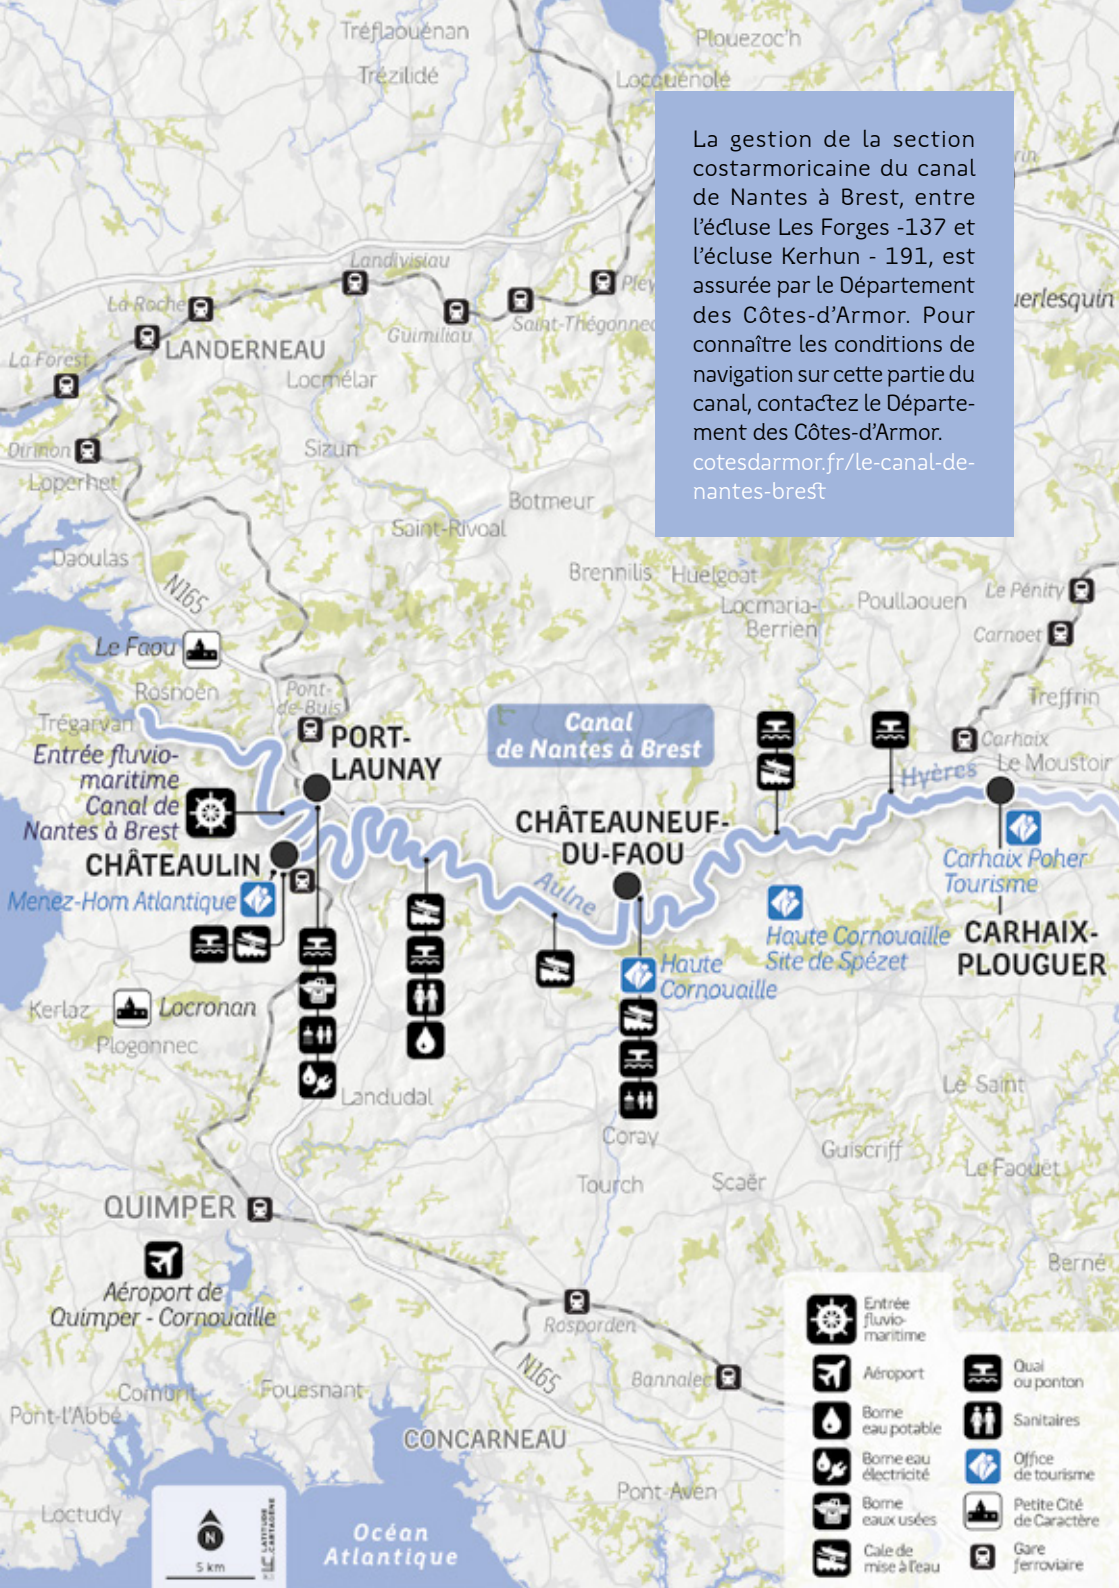 Tréflaouénan
Plouezoc'h
Trézilidé
Locquénolé
La gestion de la section
costarmoricaine du canal
de Nantes à Brest, entre
l'écluse Les Forges -137 et
l'écluse Kerhun - 191, est
assurée par le Département
des Côtes-d'Armor. Pour
connaître les conditions de
navigation sur cette partie du
canal, contactez le Départe-
ment des Côtes-d'Armor.
cotesdarmor.fr/le-canal-de-
nantes-brest
Landivisiau
La Roche
Pley
uerlesquin
Guimiliau
Saint-Thégonnec
LANDERNEAU
La Forest
Locmélar
Dirinon
Sizun
Loperhet
Botmeur
Saint-Rivoal
Daoulas
N165
Brennilis
Huelgoat
Locmaria-
Berrien
Poullaouen
Le Pénity
Carnoet
Le Faou
Rosnoën
Pont-
de-Buis
Treffrin
Trégarvan
Canal
de Nantes à Brest
PORT-
LAUNAY
Carhaix
Le Moustoir
Hyères
Entrée fluvio-
maritime
Canal de
Nantes à Brest
CHÂTEAULIN
CHÂTEAUNEUF-
DU-FAOU
Carhaix Poher
Tourisme
Menez-Hom Atlantique
Aulne
CARHAIX-
PLOUGUER
Haute Cornouaille
Site de Spézet
Haute
Cornouaille
Kerlaz
Locronan
Plogonnec
Landudal
Le Saint
Coray
Guiscriff
Le Faouët
Tourch
Scaër
QUIMPER
Berné
Aéroport de
Quimper - Cornouaille
Rosporden
N165
Bannalec
Combrit
Fouesnant
Pont-l'Abbé
CONCARNEAU
Pont-Aven
Loctudy
Océan
Atlantique
N
5 km
LATITUDE
CARTAGÈNE
Entrée
fluvio-
maritime
Aéroport
Borne
eau potable
Borne eau
électricité
Borne
eaux usées
Cale de
mise à l'eau
Quai
ou ponton
Sanitaires
Office
de tourisme
Petite Cité
de Caractère
Gare
ferroviaire